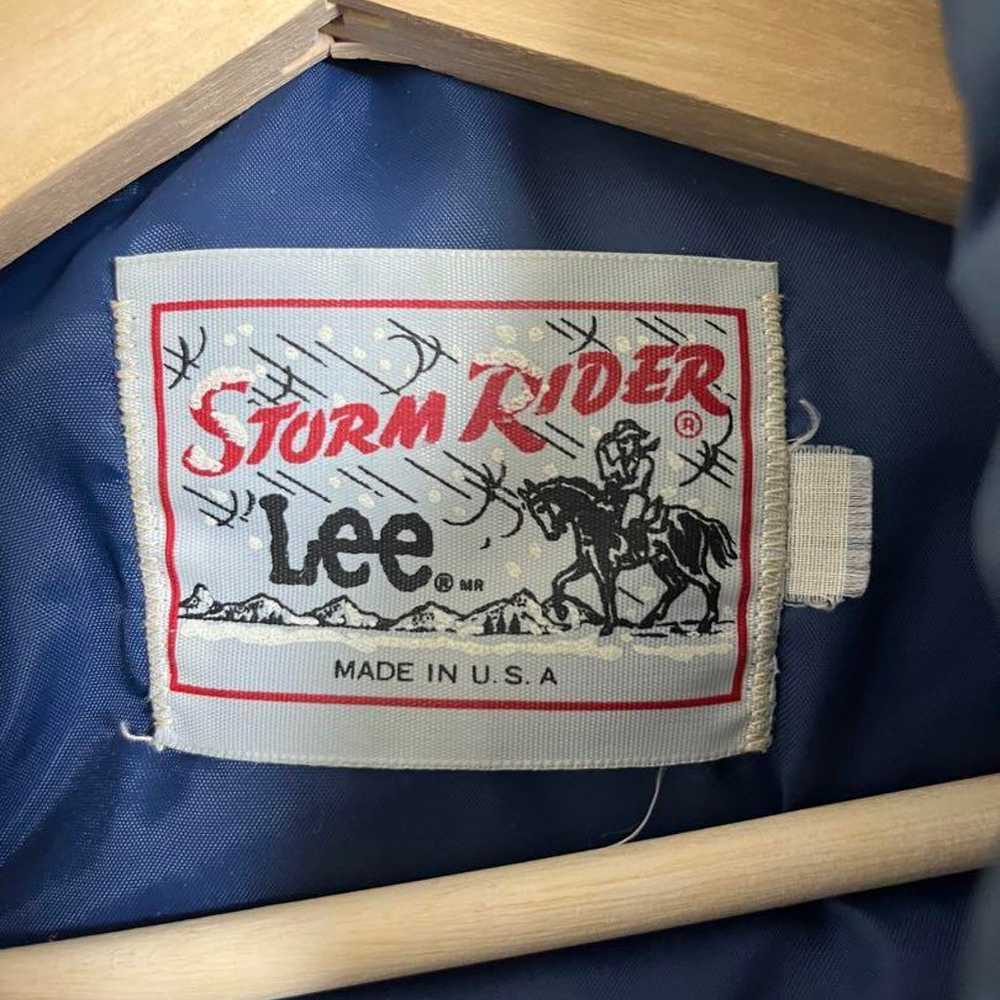 STORM RIDER ®
Lee ® MR
MADE IN U.S.A